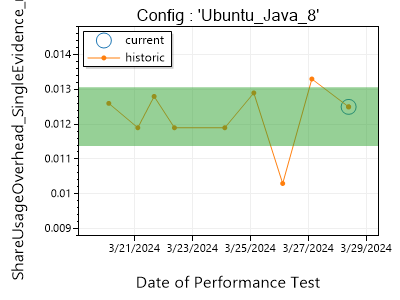 Config : 'Ubuntu_Java_8'
ShareUsageOverhead_SingleEvidence_
current
historic
0.014
0.013
0.012
0.011
0.01
0.009
3/21/2024
3/23/2024
3/25/2024
3/27/2024
3/29/2024
Date of Performance Test